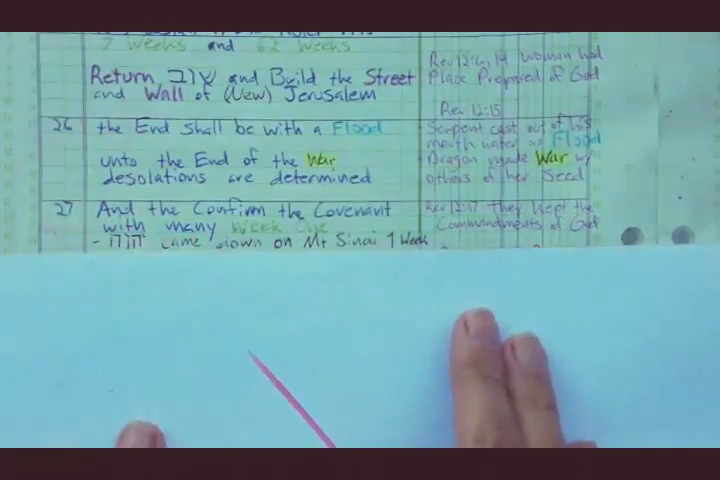 7 Weeks and 62 Weeks
Return שוב and Build the Street
and Wall of (New) Jerusalem
26 the End shall be with a Flood
unto the End of the War
desolations are determined
27 And the Confirm the Covenant
with many Week One
- יהוה came down on Mt Sinai 1 Week
Rev 12:6, 14 Woman had
Place Prepared of God
Rev 12:15
Serpent cast out of his
mouth water as Flood
Dragon made War w/
others of her Seed
Rev 12:17 They kept the
Commandments of God